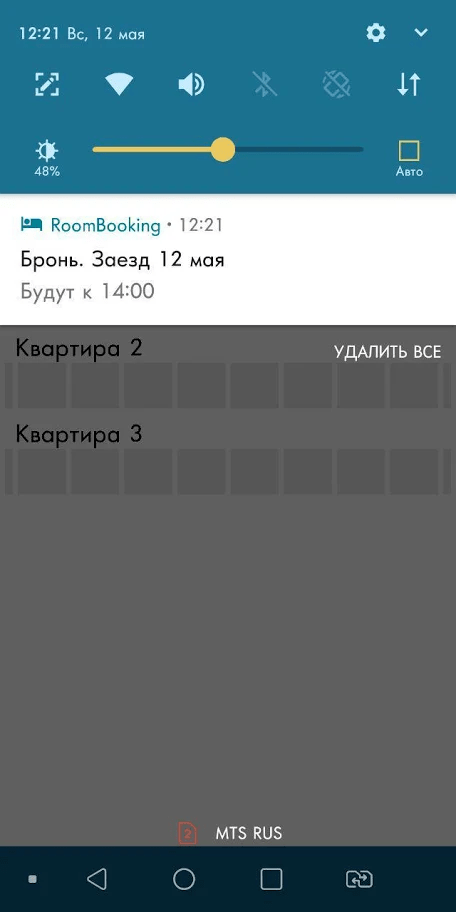 12:21 Вс, 12 мая
48%
Авто
RoomBooking • 12:21
Бронь. Заезд 12 мая
Будут к 14:00
Квартира 2
УДАЛИТЬ ВСЕ
Квартира 3
2 MTS RUS